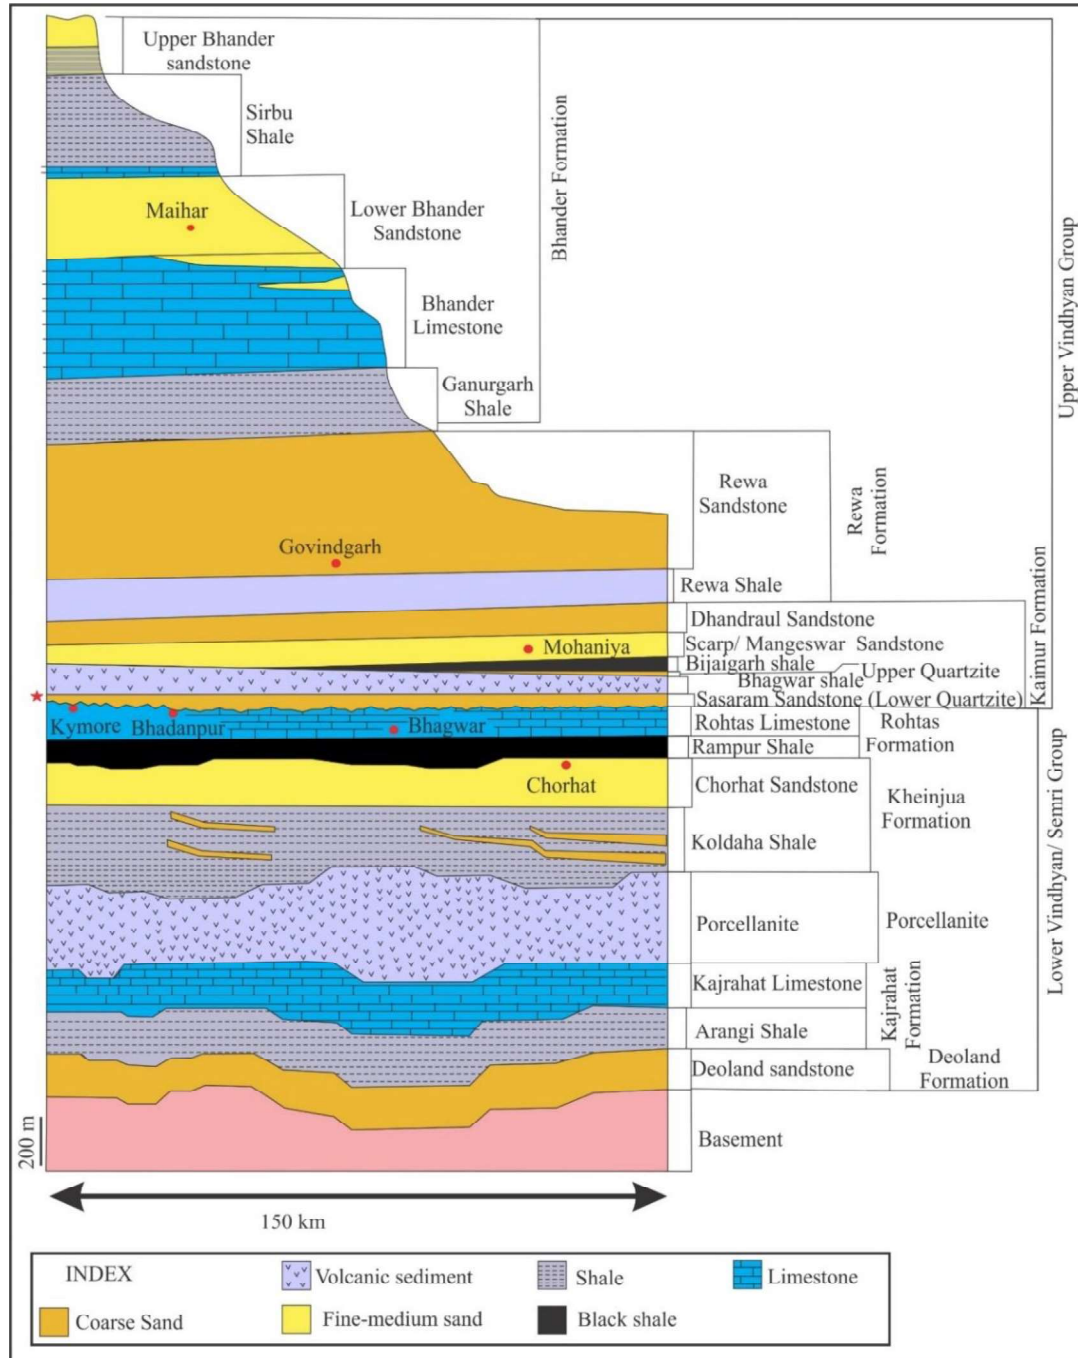 Upper Bhander
sandstone
Sirbu
Shale
Maihar
Lower Bhander
Sandstone
Bhander Formation
Bhander
Limestone
Ganurgarh
Shale
Upper Vindhyan Group
Rewa
Sandstone
Rewa
Formation
Govindgarh
Rewa Shale
Dhandraul Sandstone
Mohaniya
Scarp/ Mangeswar Sandstone
Bijaigarh shale
Upper Quartzite
Bhagwar shale
Sasaram Sandstone (Lower Quartzite)
Kaimur Formation
Kymore
Bhadanpur
Bhagwar
Rohtas Limestone
Rohtas
Formation
Rampur Shale
Chorhat
Chorhat Sandstone
Kheinjua
Formation
Koldaha Shale
Porcellanite
Porcellanite
Lower Vindhyan/ Semri Group
Kajrahat Limestone
Kajrahat
Formation
Arangi Shale
Deoland sandstone
Deoland
Formation
Basement
200 m
150 km
INDEX
Volcanic sediment
Shale
Limestone
Coarse Sand
Fine-medium sand
Black shale